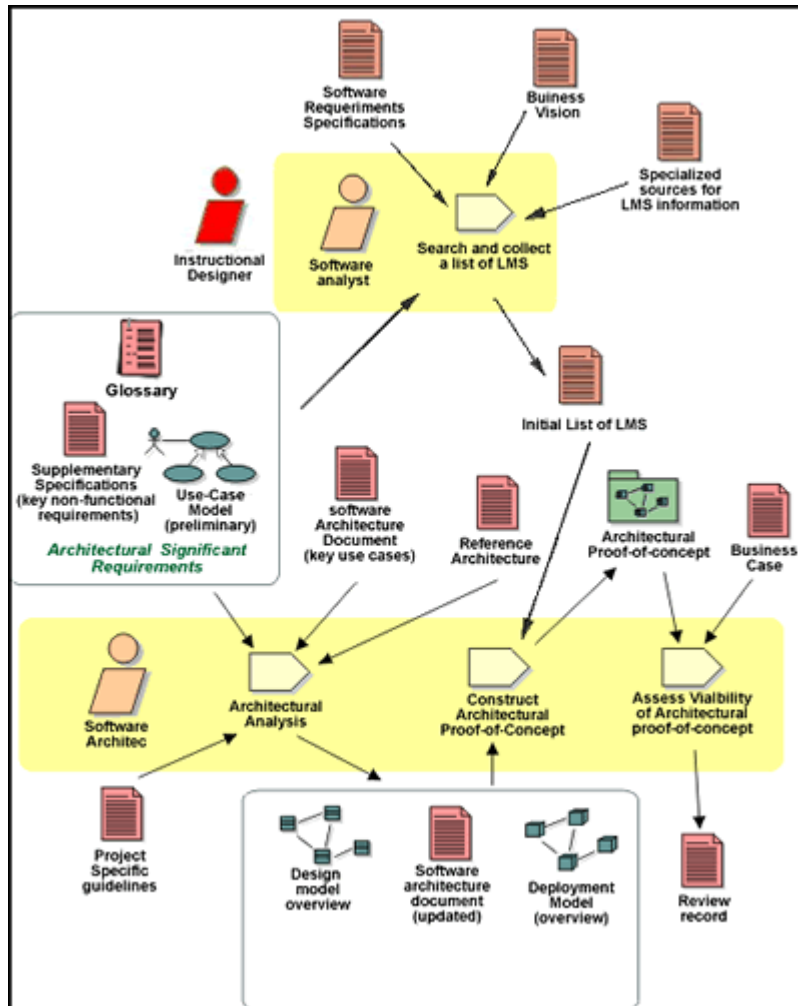 Software
Requeriments
Specifications
Buiness
Vision
Specialized
sources for
LMS information
Instructional
Designer
Software
analyst
Search and collect
a list of LMS
Glossary
Supplementary
Specifications
(key non-functional
requirements)
Use-Case
Model
(preliminary)
Architectural Significant
Requirements
Initial List of LMS
software
Architecture
Document
(key use cases)
Reference
Architecture
Architectural
Proof-of-concept
Business
Case
Software
Architec
Architectural
Analysis
Construct
Architectural
Proof-of-Concept
Assess Vialbility
of Architectural
proof-of-concept
Project
Specific
guidelines
Design
model
overview
Software
architecture
document
(updated)
Deployment
Model
(overview)
Review
record